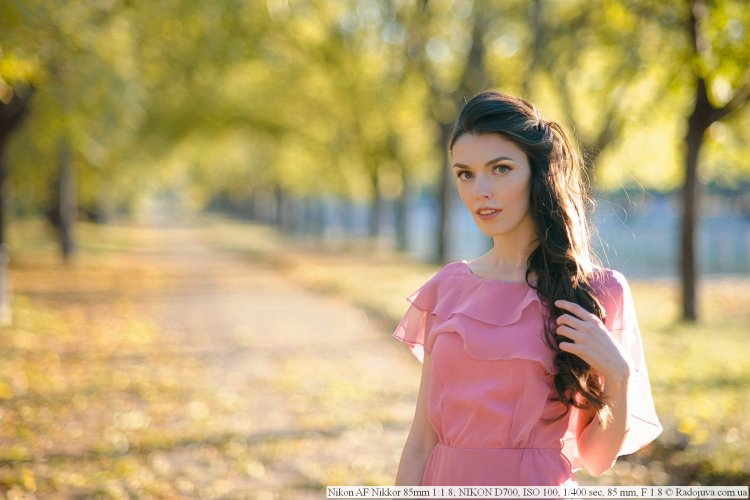 Nikon AF Nikkor 85mm 1:1.8; NIKON D700, ISO 100, 1/400 sec, 85 mm, F 1.8 © Radojuva.com.ua